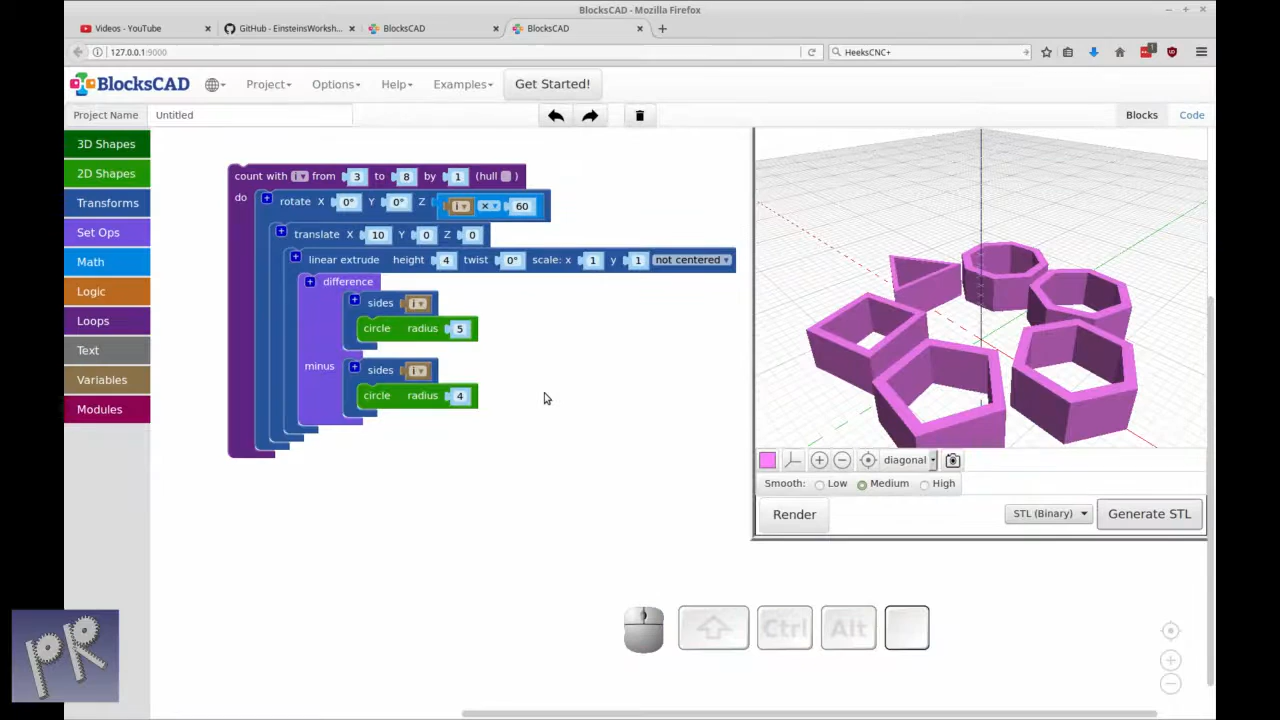 BlocksCAD - Mozilla Firefox
Videos - YouTube
GitHub - EinsteinsWorksh...
BlocksCAD
BlocksCAD
127.0.0.1:9000
HeeksCNC+
BlocksCAD
Project
Options
Help
Examples
Get Started!
Project Name
Untitled
Blocks
Code
3D Shapes
2D Shapes
Transforms
Set Ops
Math
Logic
Loops
Text
Variables
Modules
count with i from 3 to 8 by 1 (hull )
do
rotate X 0° Y 0° Z i × 60
translate X 10 Y 0 Z 0
linear extrude height 4 twist 0° scale: x 1 y 1 not centered
difference
sides i
circle radius 5
minus
sides i
circle radius 4
diagonal
Smooth: Low Medium High
Render
STL (Binary)
Generate STL
Ctrl
Alt
PR